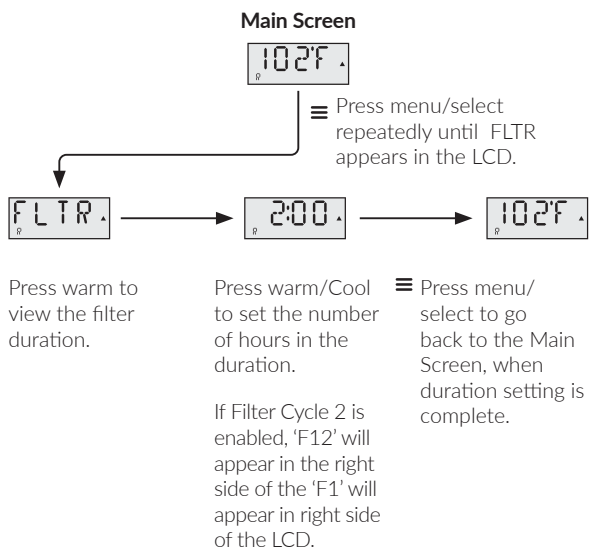 Main Screen
102°F
R
≡ Press menu/select
repeatedly until FLTR
appears in the LCD.
FLTR
R
2:00
R
102°F
R
Press warm to
view the filter
duration.
Press warm/Cool
to set the number
of hours in the
duration.
If Filter Cycle 2 is
enabled, ‘F12’ will
appear in the right
side of the ‘F1’ will
appear in right side
of the LCD.
≡ Press menu/
select to go
back to the Main
Screen, when
duration setting is
complete.